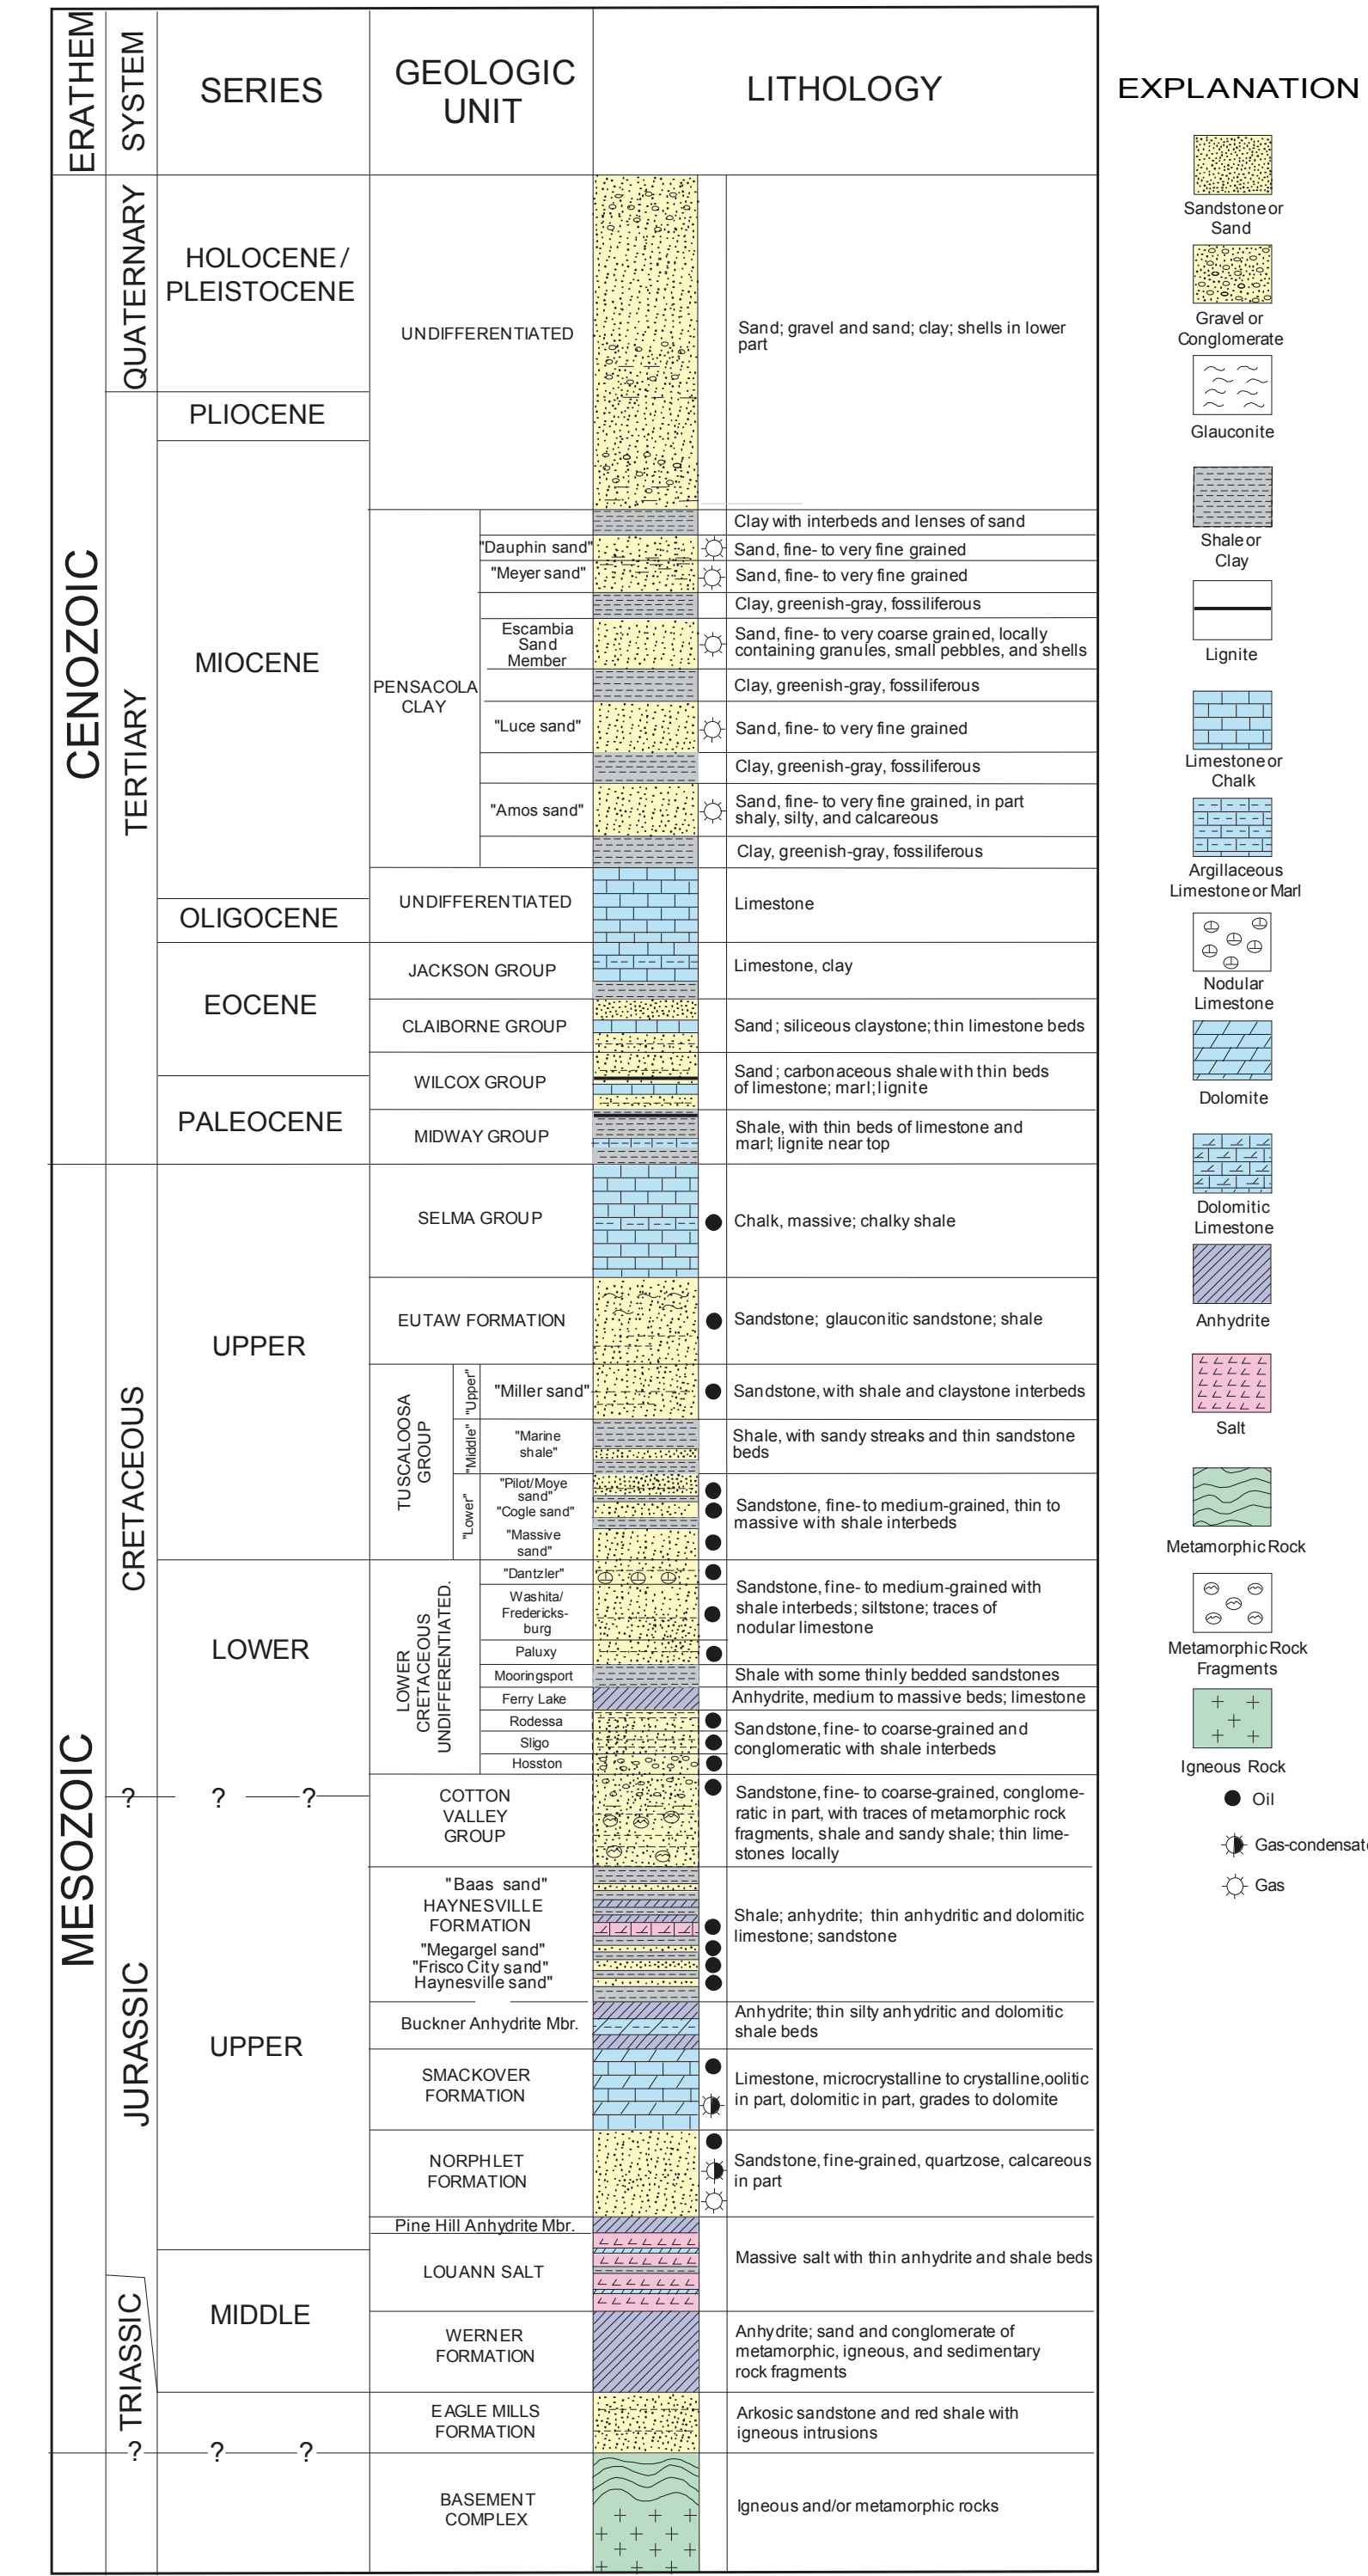 ERATHEM
SYSTEM
SERIES
GEOLOGIC
UNIT
LITHOLOGY
EXPLANATION
CENOZOIC
QUATERNARY
HOLOCENE/
PLEISTOCENE
UNDIFFERENTIATED
Sand; gravel and sand; clay; shells in lower
part
TERTIARY
PLIOCENE
MIOCENE
PENSACOLA
CLAY
Clay with interbeds and lenses of sand
"Dauphin sand"
Sand, fine- to very fine grained
"Meyer sand"
Sand, fine- to very fine grained
Clay, greenish-gray, fossiliferous
Escambia
Sand
Member
Sand, fine- to very coarse grained, locally
containing granules, small pebbles, and shells
Clay, greenish-gray, fossiliferous
"Luce sand"
Sand, fine- to very fine grained
Clay, greenish-gray, fossiliferous
"Amos sand"
Sand, fine- to very fine grained, in part
shaly, silty, and calcareous
Clay, greenish-gray, fossiliferous
OLIGOCENE
UNDIFFERENTIATED
Limestone
EOCENE
JACKSON GROUP
Limestone, clay
CLAIBORNE GROUP
Sand; siliceous claystone; thin limestone beds
WILCOX GROUP
Sand; carbonaceous shale with thin beds
of limestone; marl; lignite
PALEOCENE
MIDWAY GROUP
Shale, with thin beds of limestone and
marl; lignite near top
MESOZOIC
CRETACEOUS
UPPER
SELMA GROUP
Chalk, massive; chalky shale
EUTAW FORMATION
Sandstone; glauconitic sandstone; shale
TUSCALOOSA
GROUP
"Upper"
"Miller sand"
Sandstone, with shale and claystone interbeds
"Middle"
"Marine
shale"
Shale, with sandy streaks and thin sandstone
beds
"Lower"
"Pilot/Moye
sand"
"Cogle sand"
"Massive
sand"
Sandstone, fine- to medium-grained, thin to
massive with shale interbeds
LOWER
LOWER
CRETACEOUS
UNDIFFERENTIATED.
"Dantzler"
Washita/
Fredericks-
burg
Paluxy
Sandstone, fine- to medium-grained with
shale interbeds; siltstone; traces of
nodular limestone
Mooringsport
Shale with some thinly bedded sandstones
Ferry Lake
Anhydrite, medium to massive beds; limestone
Rodessa
Sligo
Hosston
Sandstone, fine- to coarse-grained and
conglomeratic with shale interbeds
? ? ?
COTTON
VALLEY
GROUP
Sandstone, fine- to coarse-grained, conglome-
ratic in part, with traces of metamorphic rock
fragments, shale and sandy shale; thin lime-
stones locally
JURASSIC
UPPER
"Baas sand"
HAYNESVILLE
FORMATION
"Megargel sand"
"Frisco City sand"
Haynesville sand"
Shale; anhydrite; thin anhydritic and dolomitic
limestone; sandstone
Buckner Anhydrite Mbr.
Anhydrite; thin silty anhydritic and dolomitic
shale beds
SMACKOVER
FORMATION
Limestone, microcrystalline to crystalline,oolitic
in part, dolomitic in part, grades to dolomite
NORPHLET
FORMATION
Sandstone, fine-grained, quartzose, calcareous
in part
Pine Hill Anhydrite Mbr.
MIDDLE
LOUANN SALT
Massive salt with thin anhydrite and shale beds
WERNER
FORMATION
Anhydrite; sand and conglomerate of
metamorphic, igneous, and sedimentary
rock fragments
TRIASSIC
EAGLE MILLS
FORMATION
Arkosic sandstone and red shale with
igneous intrusions
? ? ?
BASEMENT
COMPLEX
Igneous and/or metamorphic rocks
Sandstone or
Sand
Gravel or
Conglomerate
Glauconite
Shale or
Clay
Lignite
Limestone or
Chalk
Argillaceous
Limestone or Marl
Nodular
Limestone
Dolomite
Dolomitic
Limestone
Anhydrite
Salt
Metamorphic Rock
Metamorphic Rock
Fragments
Igneous Rock
Oil
Gas-condensat
Gas